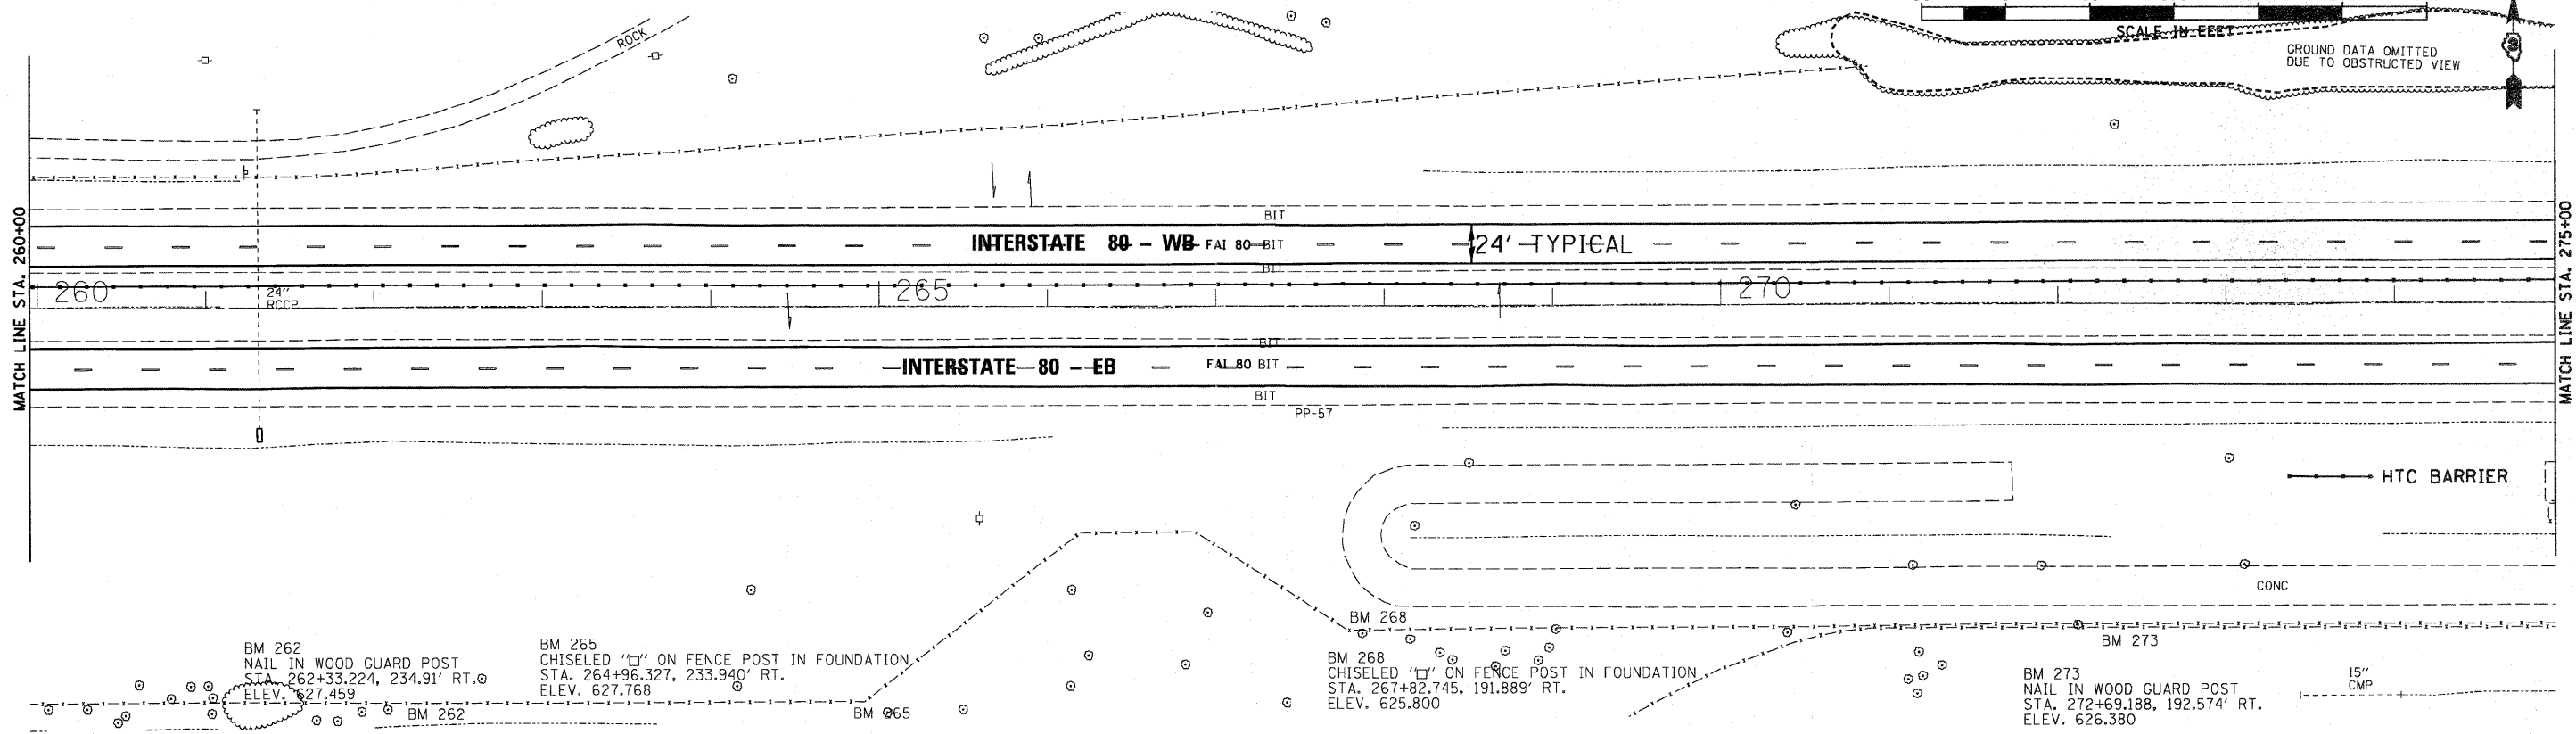 SCALE IN FEET
ROCK
3
GROUND DATA OMITTED
DUE TO OBSTRUCTED VIEW
MATCH LINE STA. 260+00
MATCH LINE STA. 2275+00
BIT
INTERSTATE 80 - WB FAI 80 BIT
24' TYPICAL
BIT
260
24"
RCCP
265
270
BIT
INTERSTATE 80 - EB
FAI 80 BIT
BIT
PP-57
HTC BARRIER
CONC
BM 268
BM 273
BM 262
NAIL IN WOOD GUARD POST
STA. 262+33.224, 234.91' RT.
ELEV. 627.459
BM 262
BM 265
CHISELED "□" ON FENCE POST IN FOUNDATION
STA. 264+96.327, 233.940' RT.
ELEV. 627.768
BM 265
BM 268
CHISELED "□" ON FENCE POST IN FOUNDATION
STA. 267+82.745, 191.889' RT.
ELEV. 625.800
BM 273
NAIL IN WOOD GUARD POST
STA. 272+69.188, 192.574' RT.
ELEV. 626.380
15"
CMP